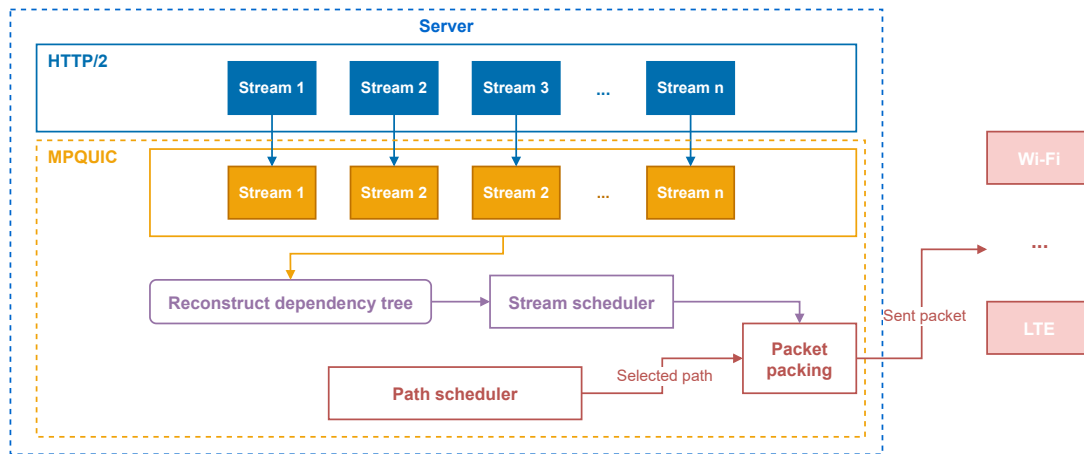 Server
HTTP/2
Stream 1
Stream 2
Stream 3
...
Stream n
MPQUIC
Stream 1
Stream 2
Stream 2
...
Stream n
Wi-Fi
...
LTE
Reconstruct dependency tree
Stream scheduler
Sent packet
Packet
packing
Selected path
Path scheduler